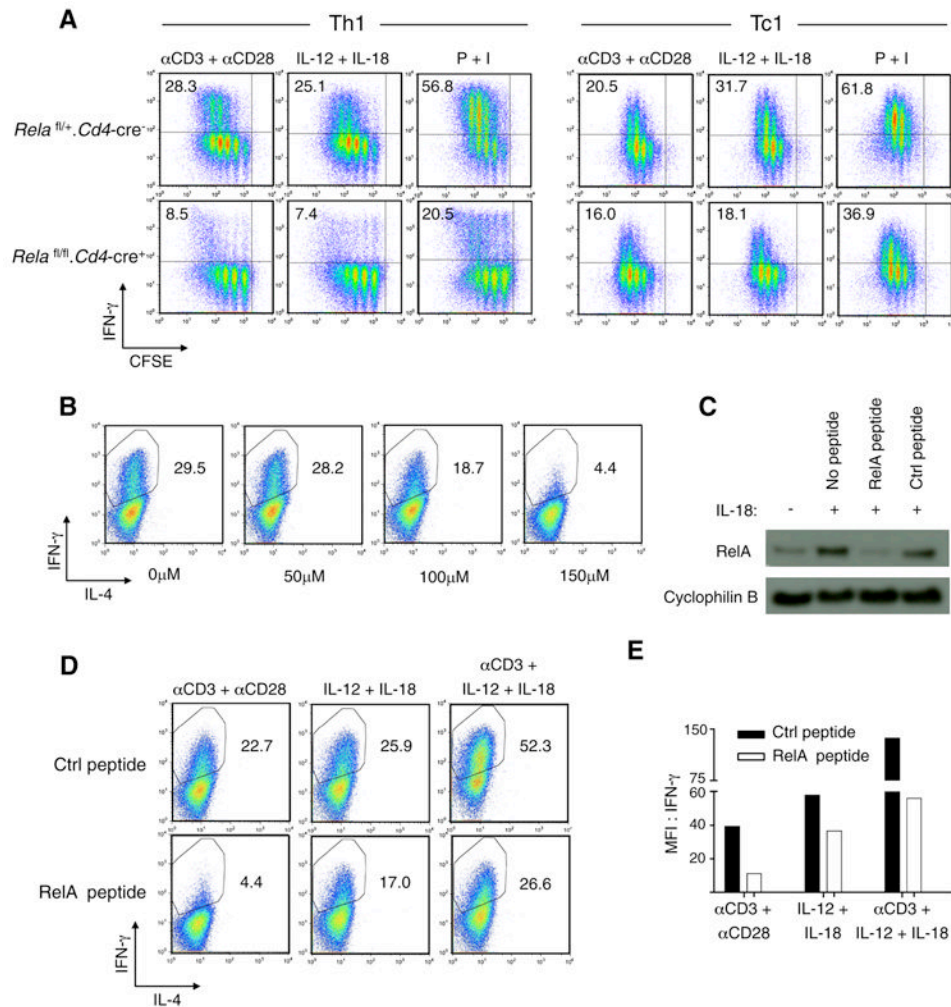 A
Th1
Tc1
αCD3 + αCD28
IL-12 + IL-18
P + I
αCD3 + αCD28
IL-12 + IL-18
P + I
Rela fl/+.Cd4-cre-
28.3
25.1
56.8
20.5
31.7
61.8
Rela fl/fl.Cd4-cre+
8.5
7.4
20.5
16.0
18.1
36.9
IFN-γ
CFSE
B
29.5
28.2
18.7
4.4
IFN-γ
IL-4
0μM
50μM
100μM
150μM
C
No peptide
RelA peptide
Ctrl peptide
IL-18: - + + +
RelA
Cyclophilin B
D
αCD3 + αCD28
IL-12 + IL-18
αCD3 +
IL-12 + IL-18
Ctrl peptide
22.7
25.9
52.3
RelA peptide
4.4
17.0
26.6
IFN-γ
IL-4
E
Ctrl peptide
RelA peptide
MFI : IFN-γ
150
75
60
40
20
αCD3 +
αCD28
IL-12 +
IL-18
αCD3 +
IL-12 + IL-18